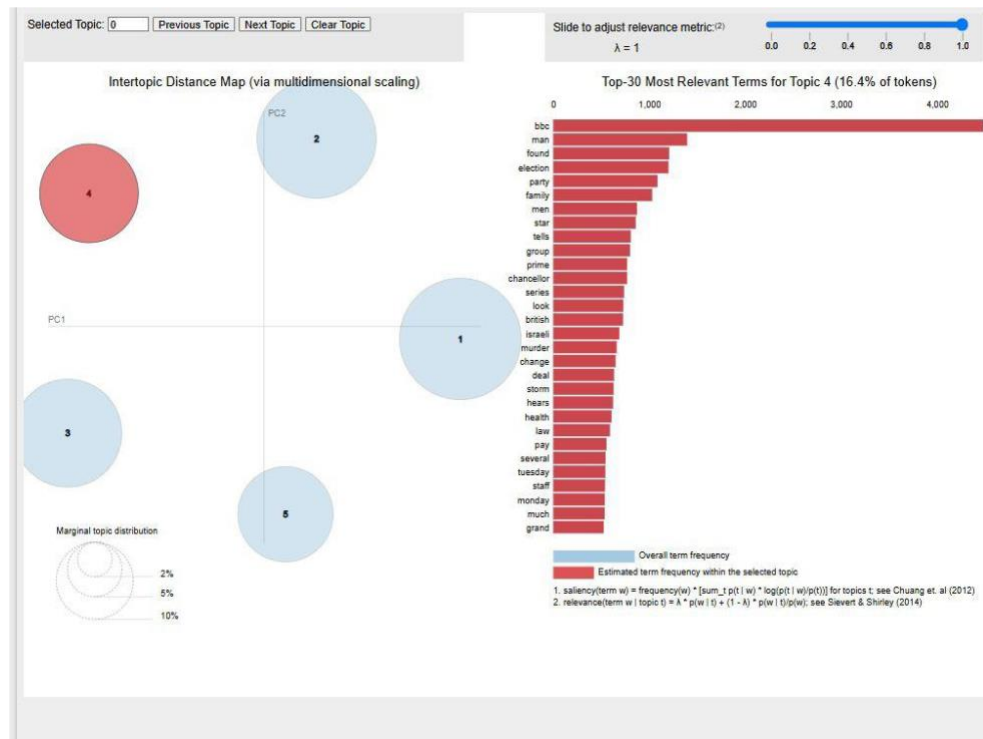 Selected Topic: 0 Previous Topic Next Topic Clear Topic
Slide to adjust relevance metric:(2)
λ = 1
0.0 0.2 0.4 0.6 0.8 1.0
Intertopic Distance Map (via multidimensional scaling)
PC2
2
4
PC1
1
3
5
Marginal topic distribution
2%
5%
10%
Top-30 Most Relevant Terms for Topic 4 (16.4% of tokens)
0 1,000 2,000 3,000 4,000
bbc
man
found
election
party
family
men
star
tells
group
prime
chancellor
series
look
british
israeli
murder
change
deal
storm
hears
health
law
pay
several
tuesday
staff
monday
much
grand
Overall term frequency
Estimated term frequency within the selected topic
1. saliency(term w) = frequency(w) * [sum_t p(t | w) * log(p(t | w)/p(t))] for topics t; see Chuang et. al (2012)
2. relevance(term w | topic t) = λ * p(w | t) + (1 - λ) * p(w | t)/p(w); see Sievert & Shirley (2014)